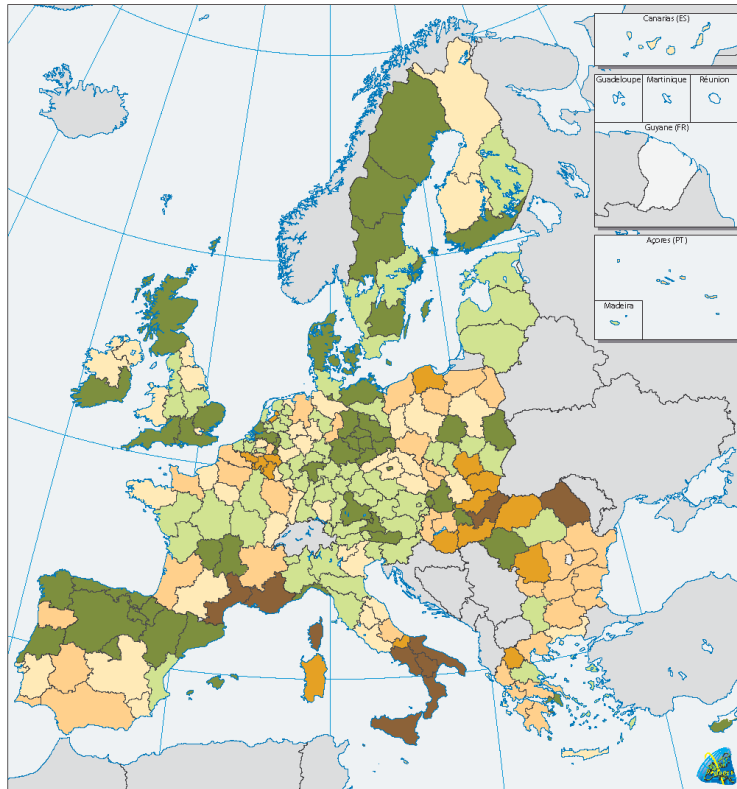 Canarias (ES)
Guadeloupe
Martinique
Réunion
Guyane (FR)
Açores (PT)
Madeira